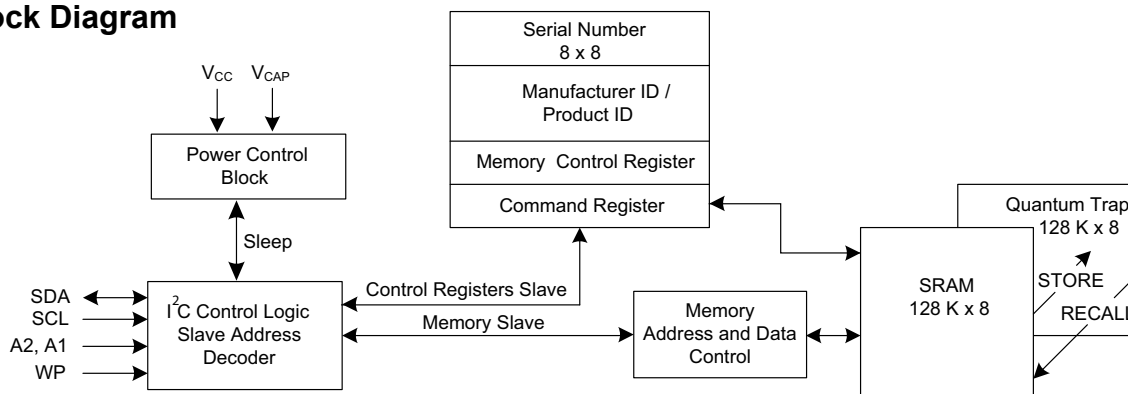 ock Diagram
Serial Number
8 x 8
Manufacturer ID /
Product ID
Memory Control Register
Command Register
VCC VCAP
Power Control
Block
Sleep
SDA
SCL
A2, A1
WP
I2C Control Logic
Slave Address
Decoder
Control Registers Slave
Memory Slave
Memory
Address and Data
Control
SRAM
128 K x 8
Quantum Trap
128 K x 8
STORE
RECALL